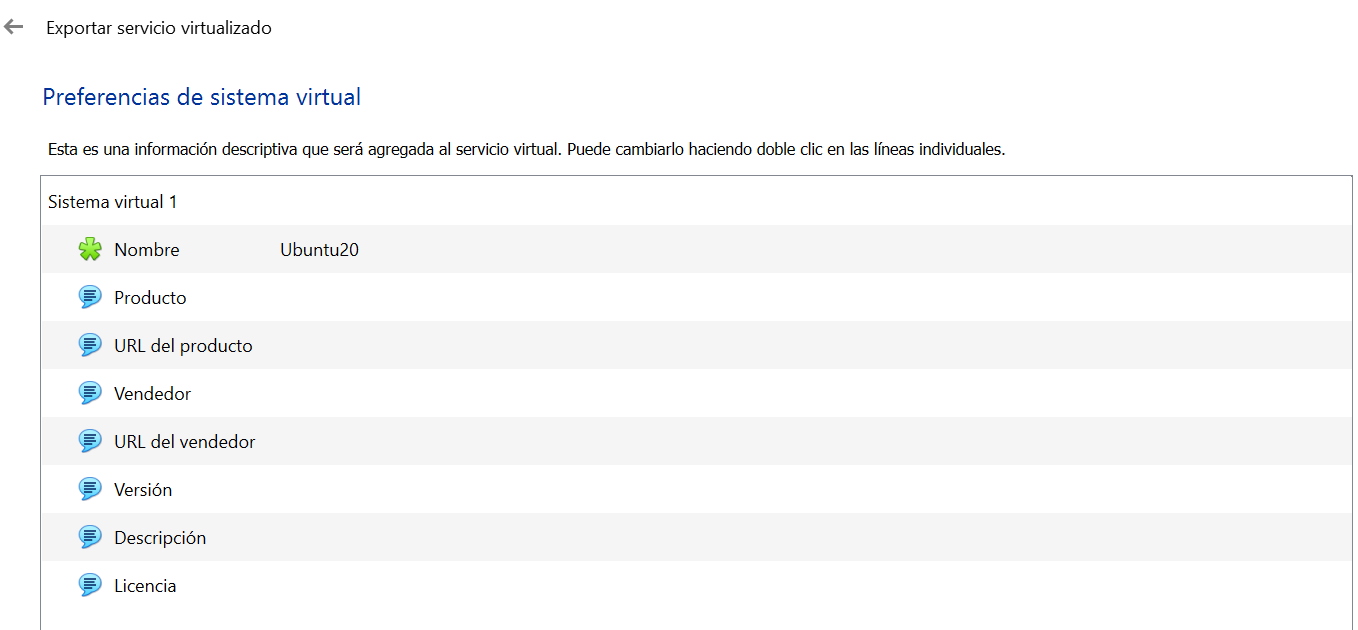 Exportar servicio virtualizado
Preferencias de sistema virtual
Esta es una información descriptiva que será agregada al servicio virtual. Puede cambiarlo haciendo doble clic en las líneas individuales.
Sistema virtual 1
Nombre Ubuntu20
Producto
URL del producto
Vendedor
URL del vendedor
Versión
Descripción
Licencia